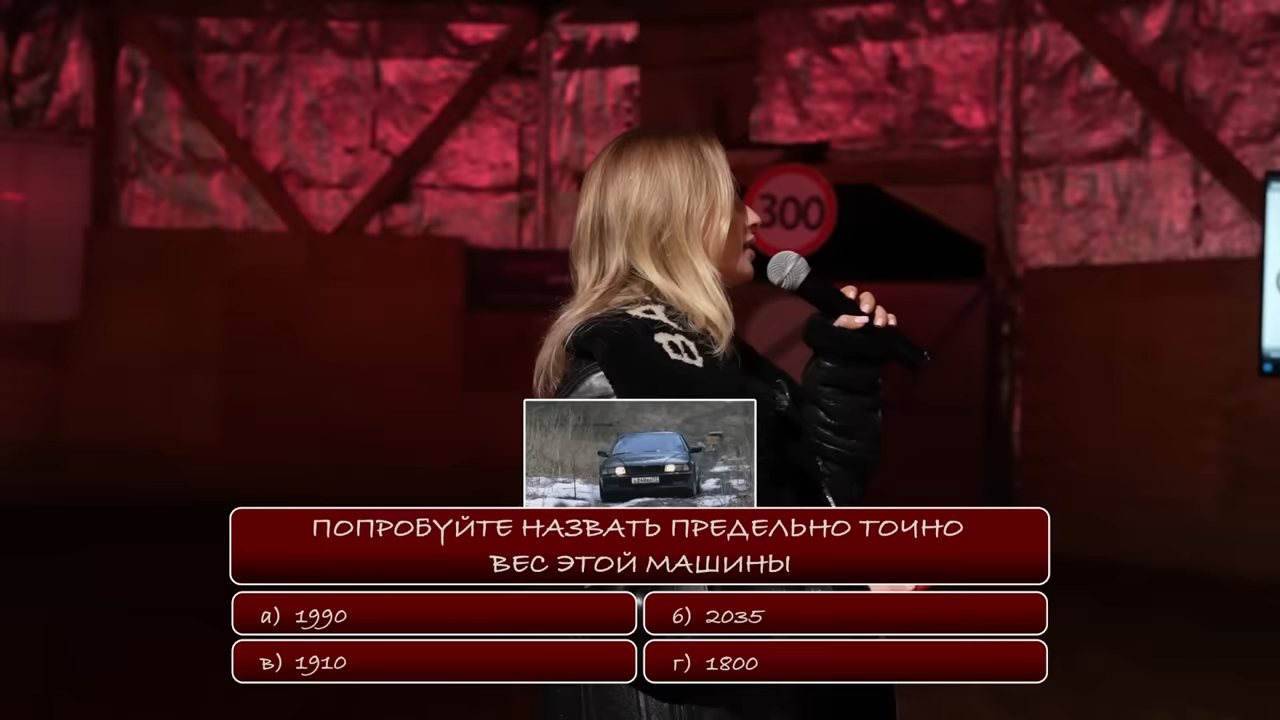 300
В
ПОПРОБУЙТЕ НАЗВАТЬ ПРЕДЕЛЬНО ТОЧНО
ВЕС ЭТОЙ МАШИНЫ
а) 1990
б) 2035
в) 1910
г) 1800